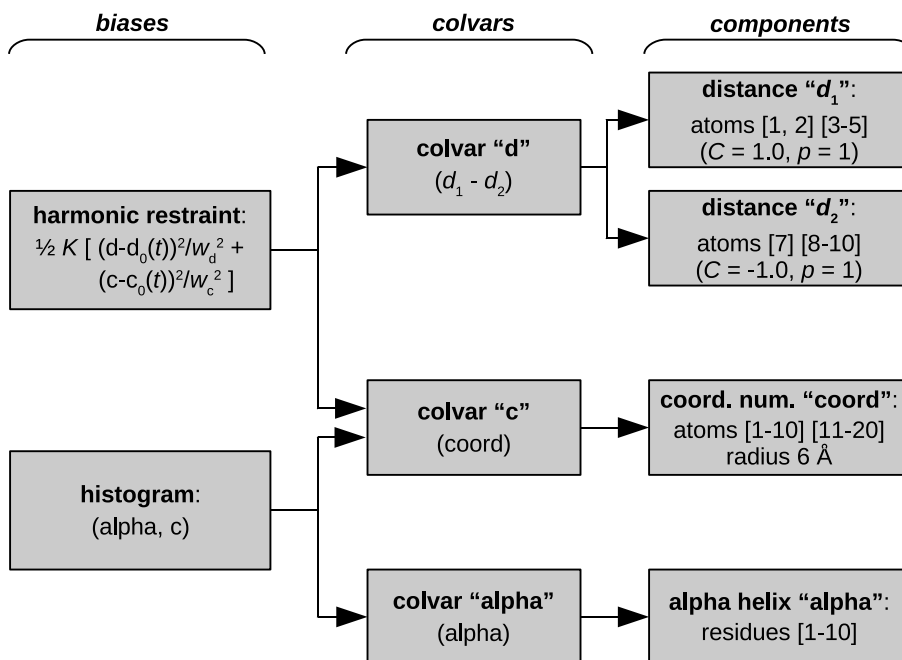 biases
colvars
components
harmonic restraint:
½ K [ (d-d₀(t))²/w_d² +
(c-c₀(t))²/w_c² ]
histogram:
(alpha, c)
colvar “d”
(d₁ - d₂)
colvar “c”
(coord)
colvar “alpha”
(alpha)
distance “d₁”:
atoms [1, 2] [3-5]
(C = 1.0, p = 1)
distance “d₂”:
atoms [7] [8-10]
(C = -1.0, p = 1)
coord. num. “coord”:
atoms [1-10] [11-20]
radius 6 Å
alpha helix “alpha”:
residues [1-10]